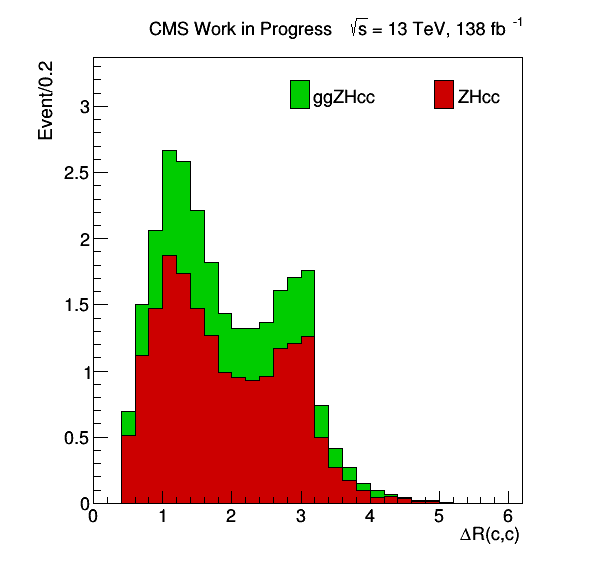 CMS Work in Progress √s = 13 TeV, 138 fb⁻¹
Event/0.2
ggZHcc ZHcc
3
2.5
2
1.5
1
0.5
0
0 1 2 3 4 5 6
ΔR(c,c)